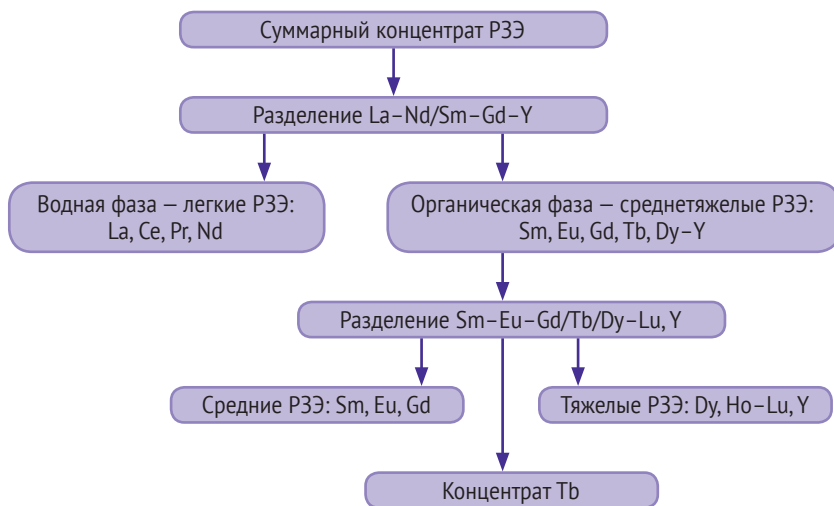 Суммарный концентрат РЗЭ
Разделение La–Nd/Sm–Gd–Y
Водная фаза – легкие РЗЭ:
La, Ce, Pr, Nd
Органическая фаза – среднетяжелые РЗЭ:
Sm, Eu, Gd, Tb, Dy–Y
Разделение Sm–Eu–Gd/Tb/Dy–Lu, Y
Средние РЗЭ: Sm, Eu, Gd
Тяжелые РЗЭ: Dy, Ho–Lu, Y
Концентрат Tb